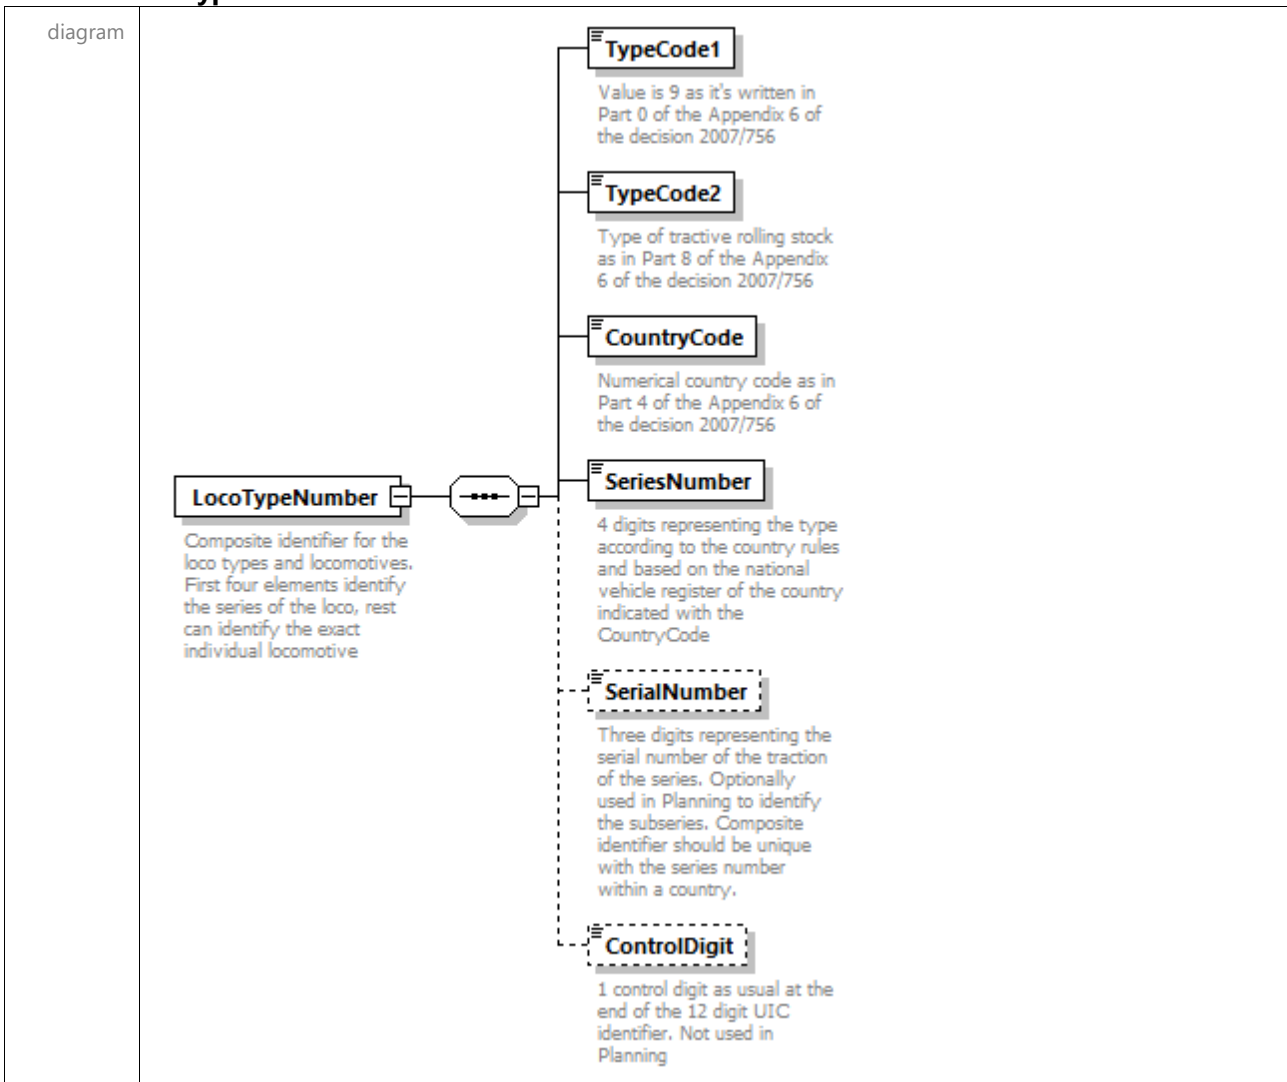 diagram
TypeCode1
Value is 9 as it's written in
Part 0 of the Appendix 6 of
the decision 2007/756
TypeCode2
Type of tractive rolling stock
as in Part 8 of the Appendix
6 of the decision 2007/756
CountryCode
Numerical country code as in
Part 4 of the Appendix 6 of
the decision 2007/756
LocoTypeNumber
Composite identifier for the
loco types and locomotives.
First four elements identify
the series of the loco, rest
can identify the exact
individual locomotive
SeriesNumber
4 digits representing the type
according to the country rules
and based on the national
vehicle register of the country
indicated with the
CountryCode
SerialNumber
Three digits representing the
serial number of the traction
of the series. Optionally
used in Planning to identify
the subseries. Composite
identifier should be unique
with the series number
within a country.
ControlDigit
1 control digit as usual at the
end of the 12 digit UIC
identifier. Not used in
Planning